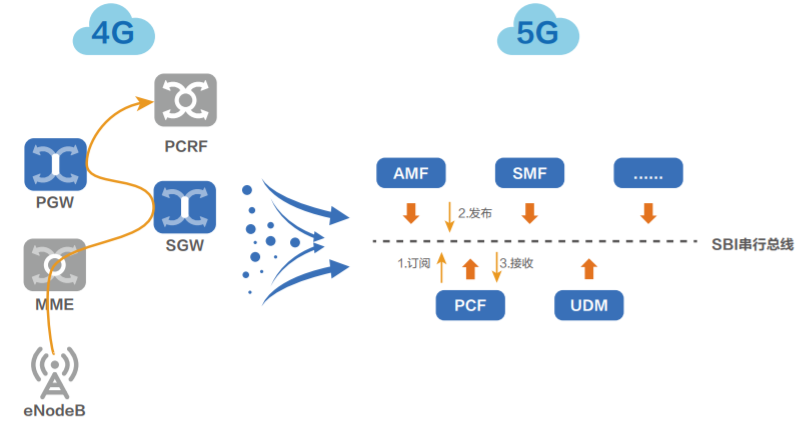 4G
5G
PCRF
PGW
SGW
MME
eNodeB
AMF
SMF
......
2.发布
SBI串行总线
1.订阅
3.接收
PCF
UDM